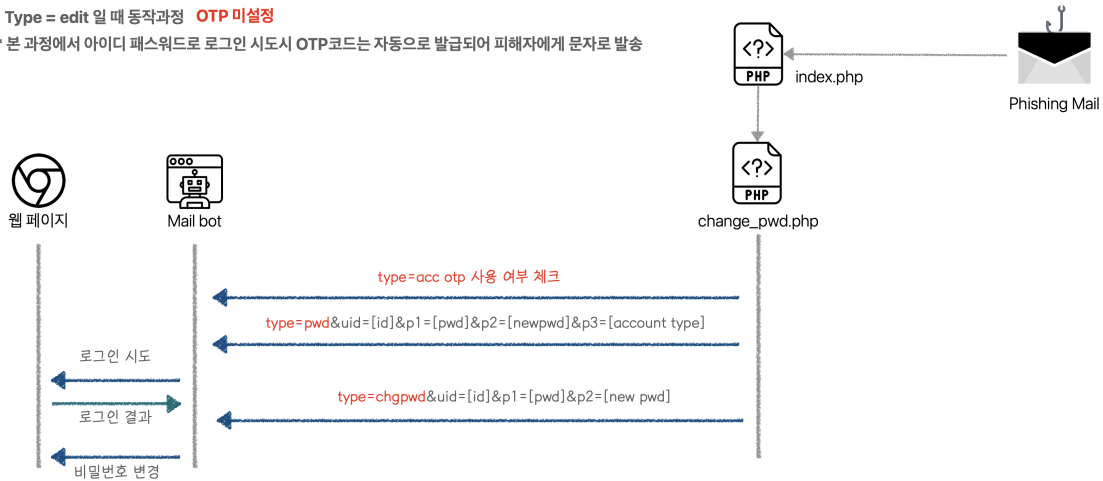 Type = edit 일 때 동작과정 OTP 미설정
* 본 과정에서 아이디 패스워드로 로그인 시도시 OTP코드는 자동으로 발급되어 피해자에게 문자로 발송
<?>
PHP
index.php
Phishing Mail
<?>
PHP
change_pwd.php
웹 페이지
Mail bot
type=acc otp 사용 여부 체크
type=pwd&uid=[id]&p1=[pwd]&p2=[newpwd]&p3=[account type]
로그인 시도
로그인 결과
type=chgpwd&uid=[id]&p1=[pwd]&p2=[new pwd]
비밀번호 변경